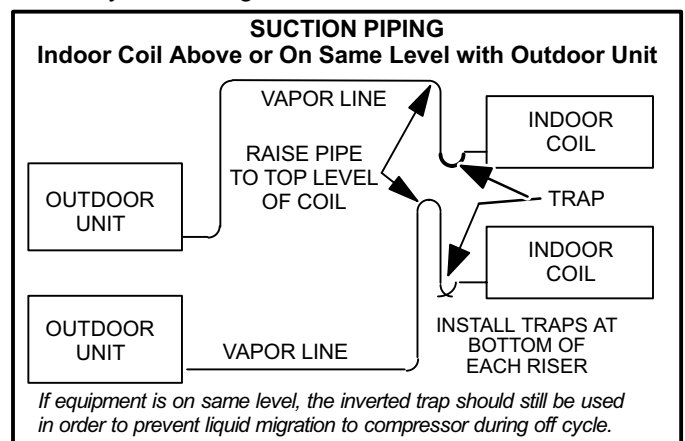 SUCTION PIPING
Indoor Coil Above or On Same Level with Outdoor Unit
VAPOR LINE
INDOOR
COIL
RAISE PIPE
TO TOP LEVEL
OF COIL
OUTDOOR
UNIT
TRAP
INDOOR
COIL
OUTDOOR
UNIT
VAPOR LINE
INSTALL TRAPS AT
BOTTOM OF
EACH RISER
If equipment is on same level, the inverted trap should still be used
in order to prevent liquid migration to compressor during off cycle.